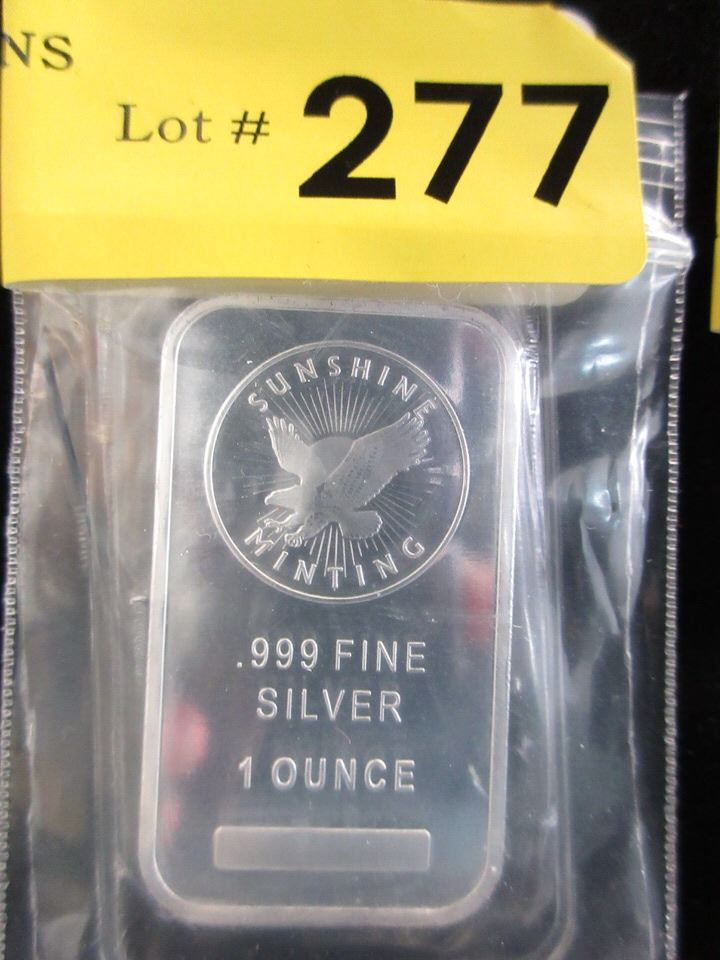 NS
Lot # 277
SUNSHINE
MINTING
.999 FINE
SILVER
1 OUNCE